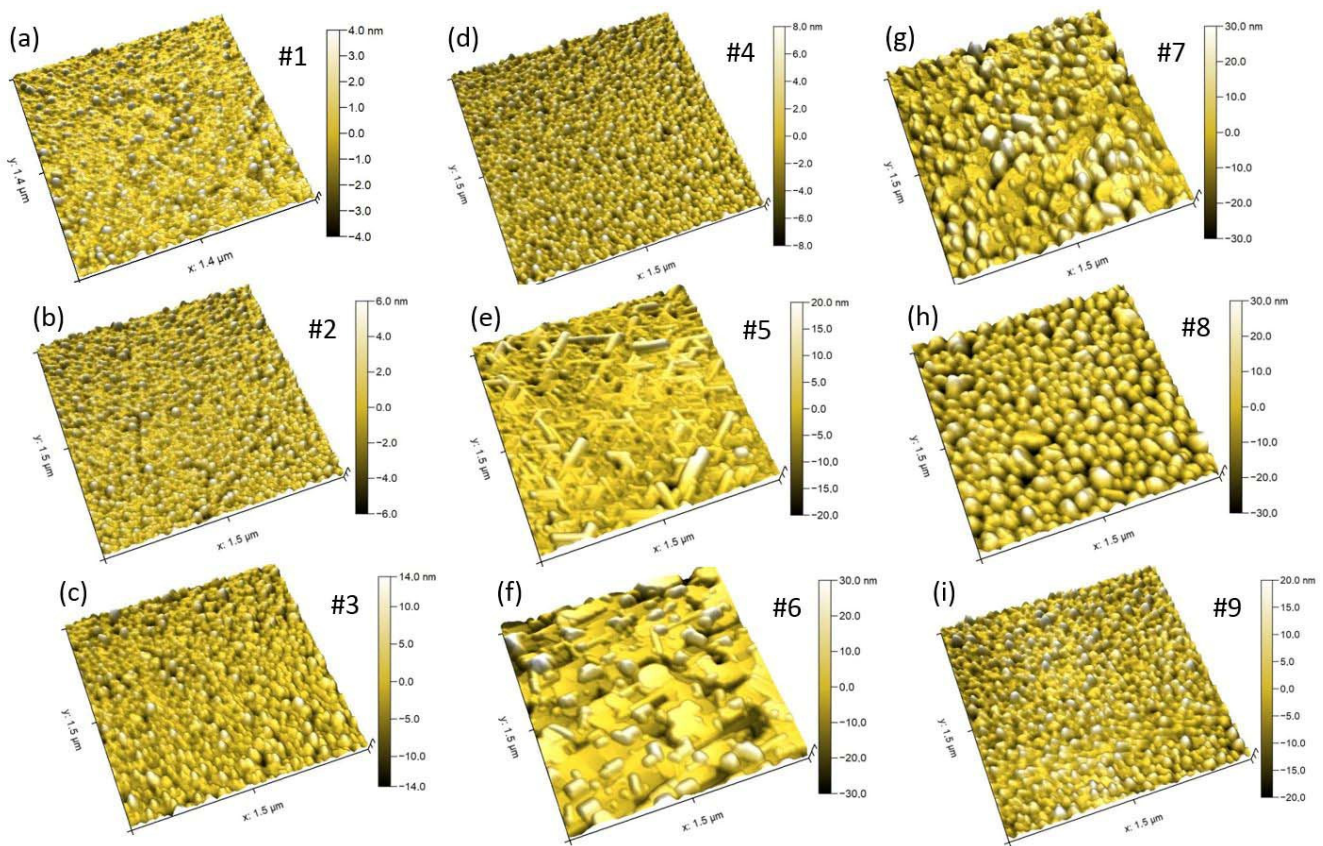 (a)
#1
4.0 nm
3.0
2.0
1.0
0.0
−1.0
−2.0
−3.0
−4.0
y: 1.4 µm
x: 1.4 µm
(d)
#4
8.0 nm
6.0
4.0
2.0
0.0
−2.0
−4.0
−6.0
−8.0
y: 1.5 µm
x: 1.5 µm
(g)
#7
30.0 nm
20.0
10.0
0.0
−10.0
−20.0
−30.0
y: 1.5 µm
x: 1.5 µm
(b)
#2
6.0 nm
4.0
2.0
0.0
−2.0
−4.0
−6.0
y: 1.5 µm
x: 1.5 µm
(e)
#5
20.0 nm
15.0
10.0
5.0
0.0
−5.0
−10.0
−15.0
−20.0
y: 1.5 µm
x: 1.5 µm
(h)
#8
30.0 nm
20.0
10.0
0.0
−10.0
−20.0
−30.0
y: 1.5 µm
x: 1.5 µm
(c)
#3
14.0 nm
10.0
5.0
0.0
−5.0
−10.0
−14.0
y: 1.5 µm
x: 1.5 µm
(f)
#6
30.0 nm
20.0
10.0
0.0
−10.0
−20.0
−30.0
y: 1.5 µm
x: 1.5 µm
(i)
#9
20.0 nm
15.0
10.0
5.0
0.0
−5.0
−10.0
−15.0
−20.0
y: 1.5 µm
x: 1.5 µm